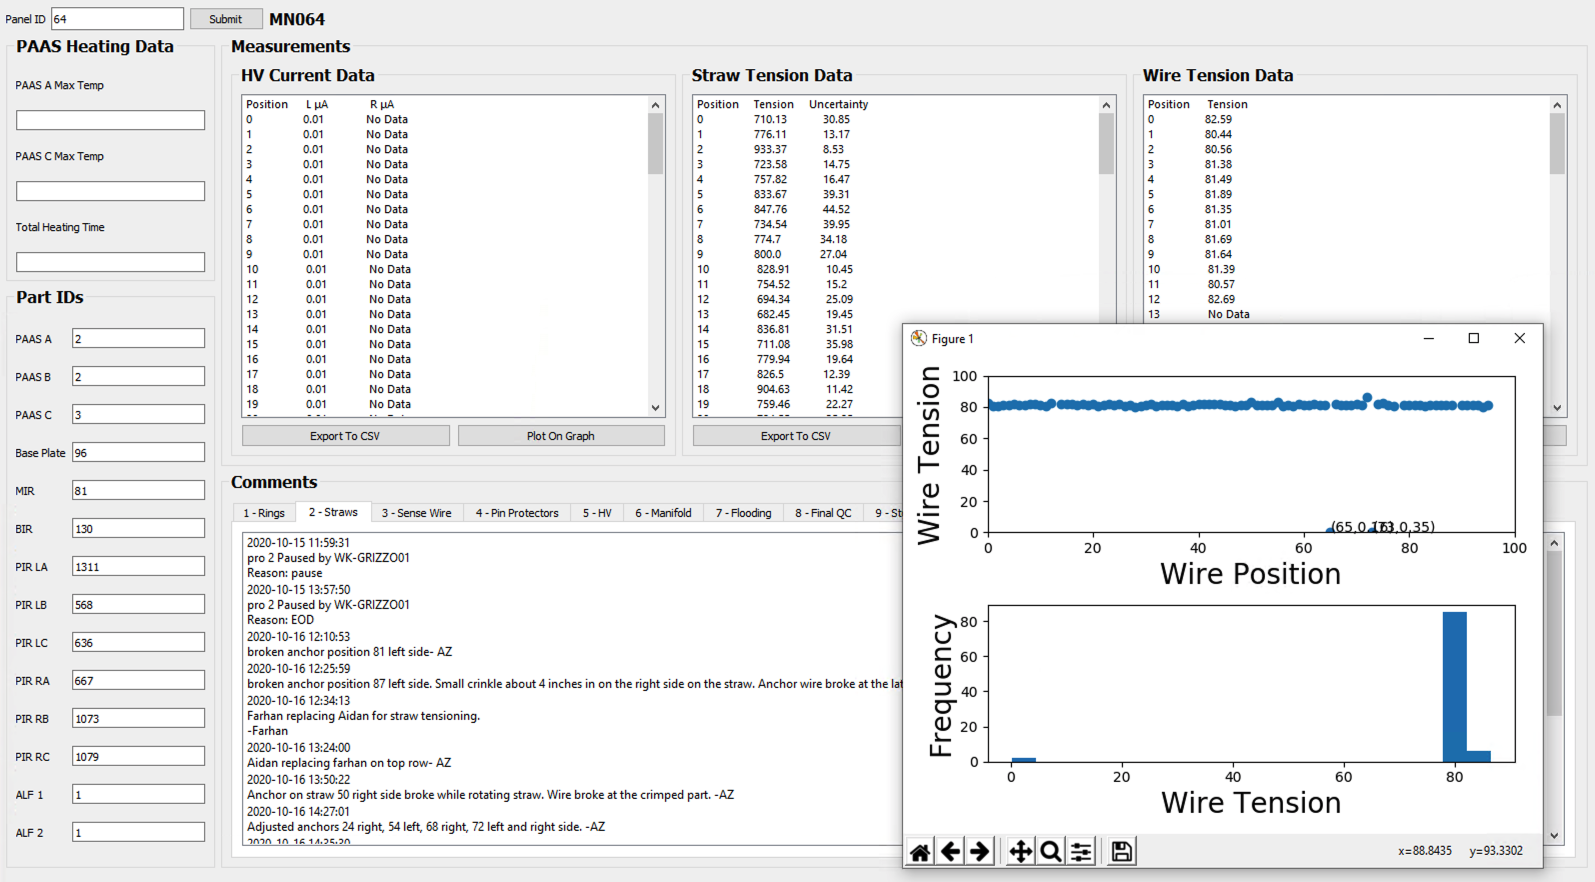 Panel ID 64 Submit MN064
PAAS Heating Data
PAAS A Max Temp
PAAS C Max Temp
Total Heating Time
Part IDs
PAAS A 2
PAAS B 2
PAAS C 3
Base Plate 96
MIR 81
BIR 130
PIR LA 1311
PIR LB 568
PIR LC 636
PIR RA 667
PIR RB 1073
PIR RC 1079
ALF 1 1
ALF 2 1
Measurements
HV Current Data
Position L µA R µA
0 0.01 No Data
1 0.01 No Data
2 0.01 No Data
3 0.01 No Data
4 0.01 No Data
5 0.01 No Data
6 0.01 No Data
7 0.01 No Data
8 0.01 No Data
9 0.01 No Data
10 0.01 No Data
11 0.01 No Data
12 0.01 No Data
13 0.01 No Data
14 0.01 No Data
15 0.01 No Data
16 0.01 No Data
17 0.01 No Data
18 0.01 No Data
19 0.01 No Data
Export To CSV Plot On Graph
Straw Tension Data
Position Tension Uncertainty
0 710.13 30.85
1 776.11 13.17
2 933.37 8.53
3 723.58 14.75
4 757.82 16.47
5 833.67 39.31
6 847.76 44.52
7 734.54 39.95
8 774.7 34.18
9 800.0 27.04
10 828.91 10.45
11 754.52 15.2
12 694.34 25.09
13 682.45 19.45
14 836.81 31.51
15 711.08 35.98
16 779.94 19.64
17 826.5 12.39
18 904.63 11.42
19 759.46 22.27
Export To CSV
Wire Tension Data
Position Tension
0 82.59
1 80.44
2 80.56
3 81.38
4 81.49
5 81.89
6 81.35
7 81.01
8 81.69
9 81.64
10 81.39
11 80.57
12 82.69
13 No Data
Comments
1 - Rings 2 - Straws 3 - Sense Wire 4 - Pin Protectors 5 - HV 6 - Manifold 7 - Flooding 8 - Final QC 9 - St
2020-10-15 11:59:31
pro 2 Paused by WK-GRIZZO01
Reason: pause
2020-10-15 13:57:50
pro 2 Paused by WK-GRIZZO01
Reason: EOD
2020-10-16 12:10:53
broken anchor position 81 left side- AZ
2020-10-16 12:25:59
broken anchor position 87 left side. Small crinkle about 4 inches in on the right side on the straw. Anchor wire broke at the lat
2020-10-16 12:34:13
Farhan replacing Aidan for straw tensioning.
-Farhan
2020-10-16 13:24:00
Aidan replacing farhan on top row- AZ
2020-10-16 13:50:22
Anchor on straw 50 right side broke while rotating straw. Wire broke at the crimped part. -AZ
2020-10-16 14:27:01
Adjusted anchors 24 right, 54 left, 68 right, 72 left and right side. -AZ
Figure 1
Wire Tension
100
80
60
40
20
0
0 20 40 60 80 100
Wire Position
Frequency
80
60
40
20
0
0 20 40 60 80
Wire Tension
x=88.8435 y=93.3302